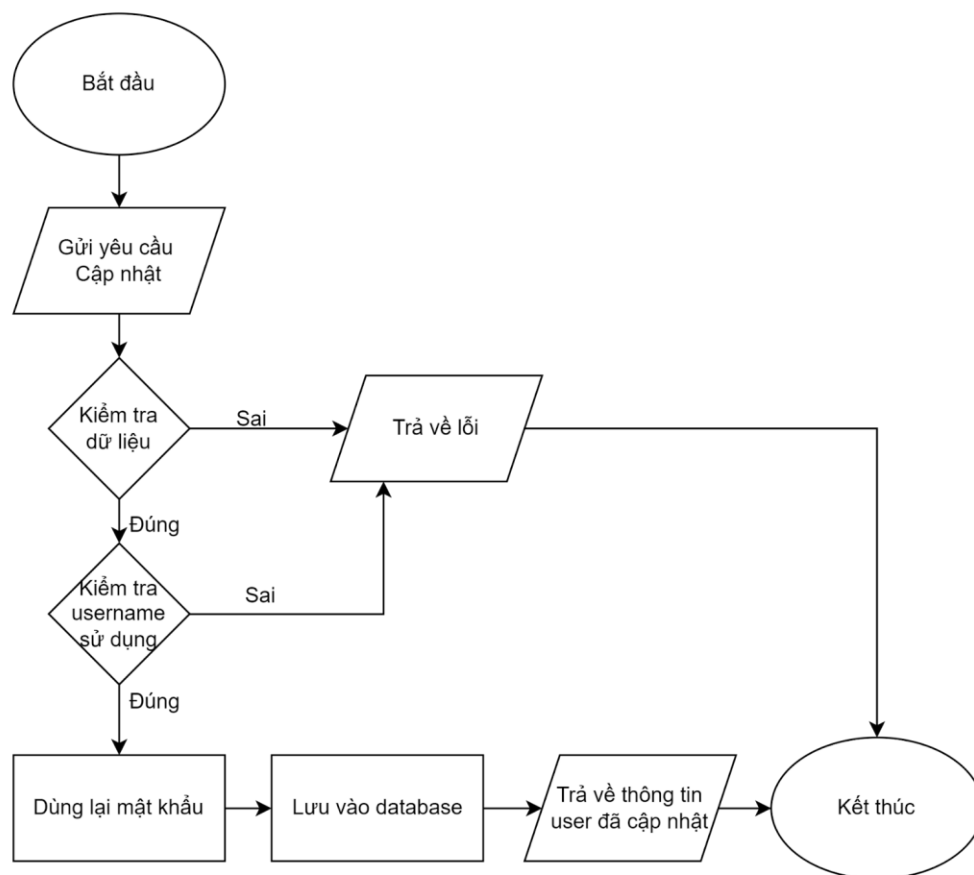 Bắt đầu
Gửi yêu cầu
Cập nhật
Kiểm tra
dữ liệu
Sai
Trả về lỗi
Đúng
Kiểm tra
username
sử dụng
Sai
Đúng
Dùng lại mật khẩu
Lưu vào database
Trả về thông tin
user đã cập nhật
Kết thúc